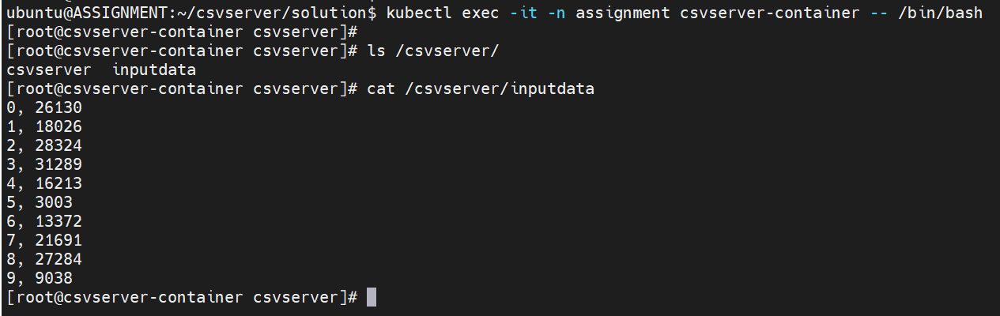 ubuntu@ASSIGNMENT:~/csvserver/solution$ kubectl exec -it -n assignment csvserver-container -- /bin/bash
[root@csvserver-container csvserver]#
[root@csvserver-container csvserver]# ls /csvserver/
csvserver  inputdata
[root@csvserver-container csvserver]# cat /csvserver/inputdata
0, 26130
1, 18026
2, 28324
3, 31289
4, 16213
5, 3003
6, 13372
7, 21691
8, 27284
9, 9038
[root@csvserver-container csvserver]#